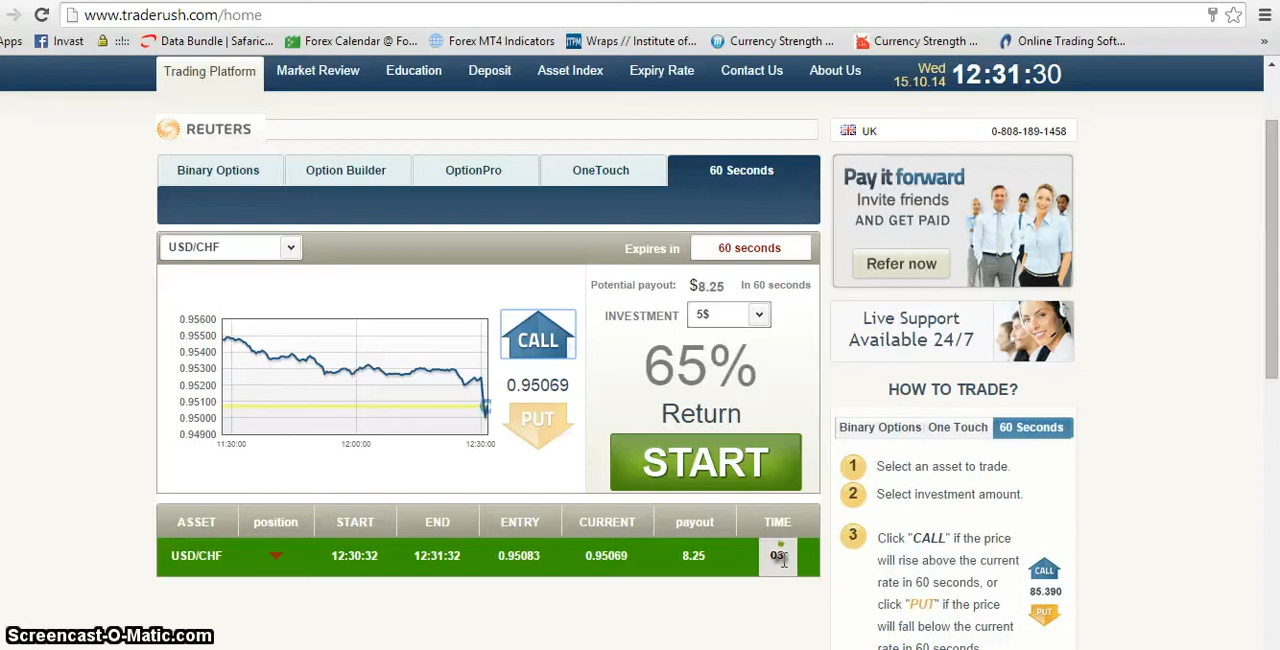 www.traderush.com/home
Apps Invast :::. Data Bundle | Safaric... Forex Calendar @ Fo... Forex MT4 Indicators ITPM Wraps // Institute of... Currency Strength ... Currency Strength ... Online Trading Soft... »
Trading Platform Market Review Education Deposit Asset Index Expiry Rate Contact Us About Us Wed 15.10.14 12:31:30
REUTERS
UK 0-808-189-1458
Binary Options Option Builder OptionPro OneTouch 60 Seconds
Pay it forward
Invite friends
AND GET PAID
Refer now
USD/CHF Expires in 60 seconds
Potential payout: $8.25 In 60 seconds
INVESTMENT 5$
65%
Return
START
0.95600
0.95500
0.95400
0.95300
0.95200
0.95100
0.95000
0.94900
11:30:00 12:00:00 12:30:00
CALL
0.95069
PUT
Live Support
Available 24/7
HOW TO TRADE?
Binary Options One Touch 60 Seconds
1 Select an asset to trade.
2 Select investment amount.
3 Click "CALL" if the price
will rise above the current
rate in 60 seconds, or
click "PUT" if the price
will fall below the current
rate in 60 seconds.
CALL
85.390
PUT
ASSET position START END ENTRY CURRENT payout TIME
USD/CHF 12:30:32 12:31:32 0.95083 0.95069 8.25 03
Screencast-O-Matic.com